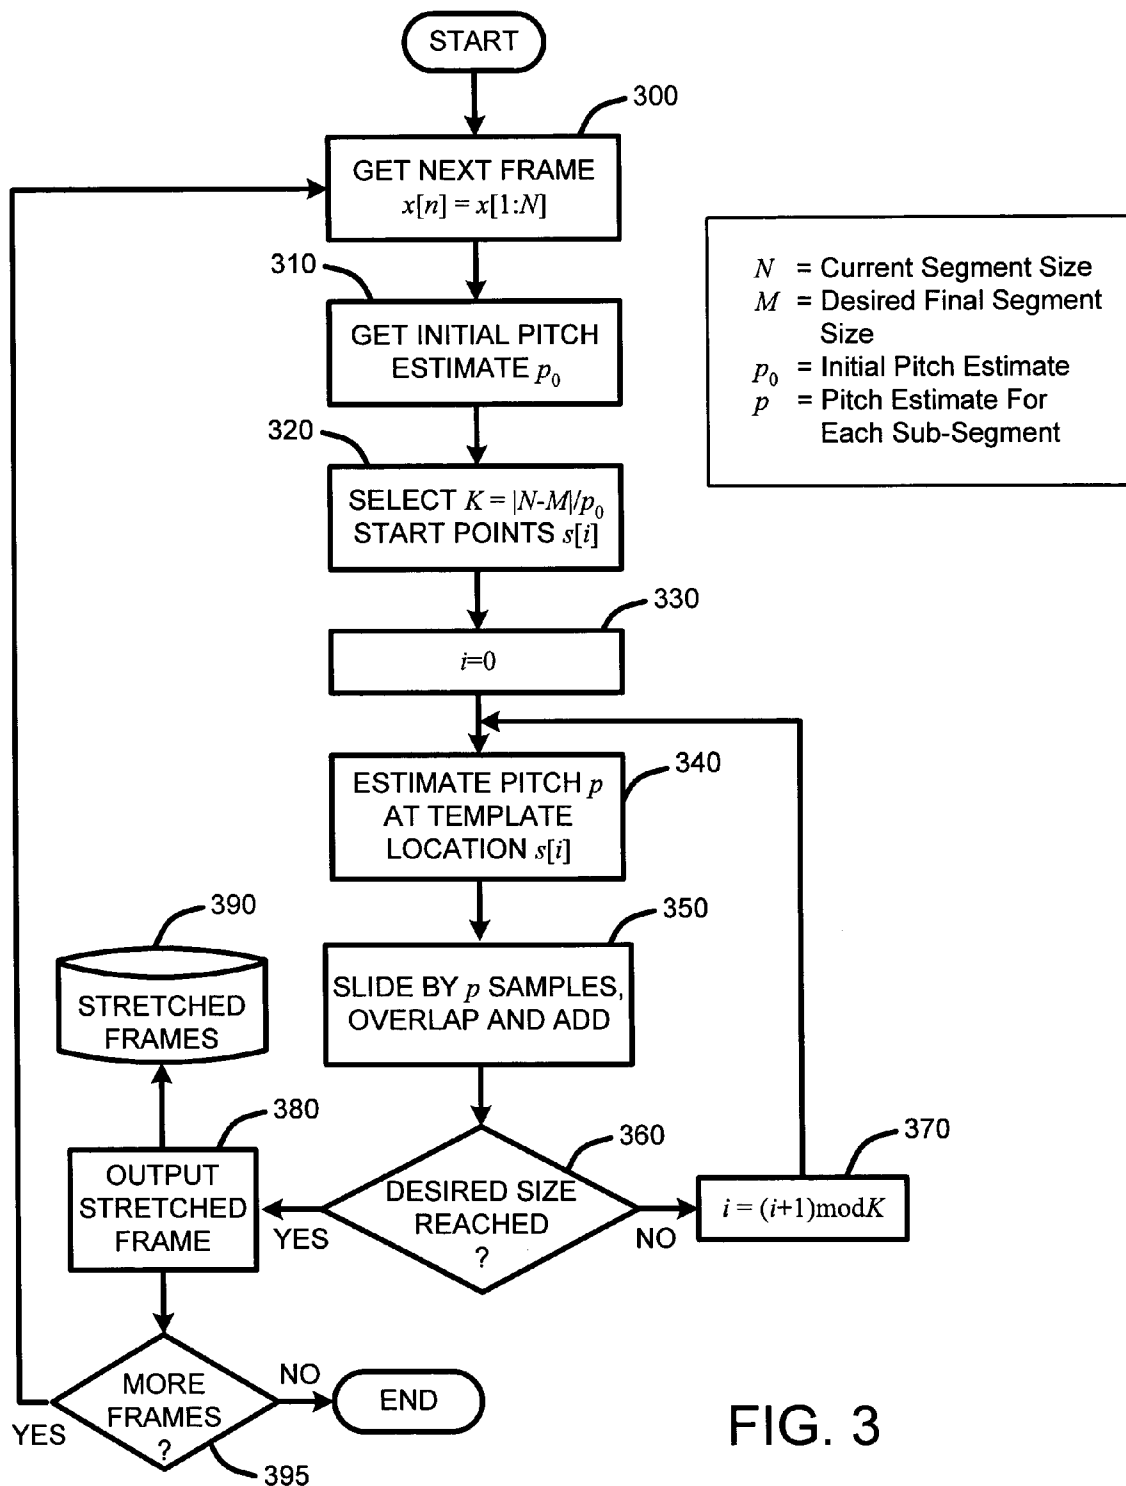 START
300
GET NEXT FRAME
x[n] = x[1:N]
310
GET INITIAL PITCH
ESTIMATE p₀
N = Current Segment Size
M = Desired Final Segment
Size
p₀ = Initial Pitch Estimate
p = Pitch Estimate For
Each Sub-Segment
320
SELECT K = |N-M|/p₀
START POINTS s[i]
330
i=0
340
ESTIMATE PITCH p
AT TEMPLATE
LOCATION s[i]
350
SLIDE BY p SAMPLES,
OVERLAP AND ADD
390
STRETCHED
FRAMES
380
OUTPUT
STRETCHED
FRAME
360
DESIRED SIZE
REACHED
?
YES
NO
370
i = (i+1)modK
MORE
FRAMES
?
YES
NO
395
END
FIG. 3